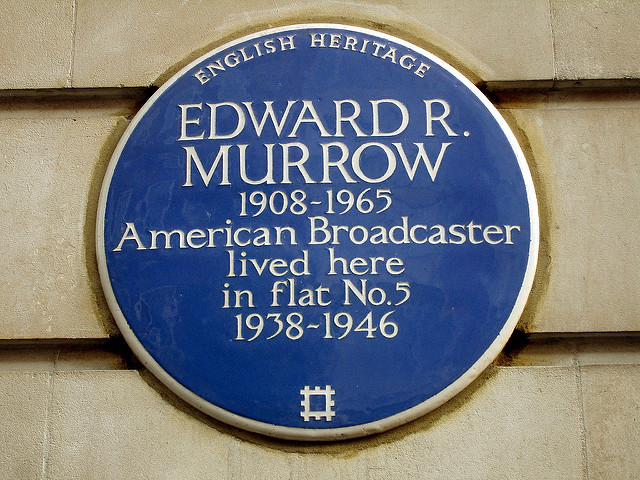 ENGLISH HERITAGE
EDWARD R.
MURROW
1908-1965
American Broadcaster
lived here
in flat No.5
1938-1946